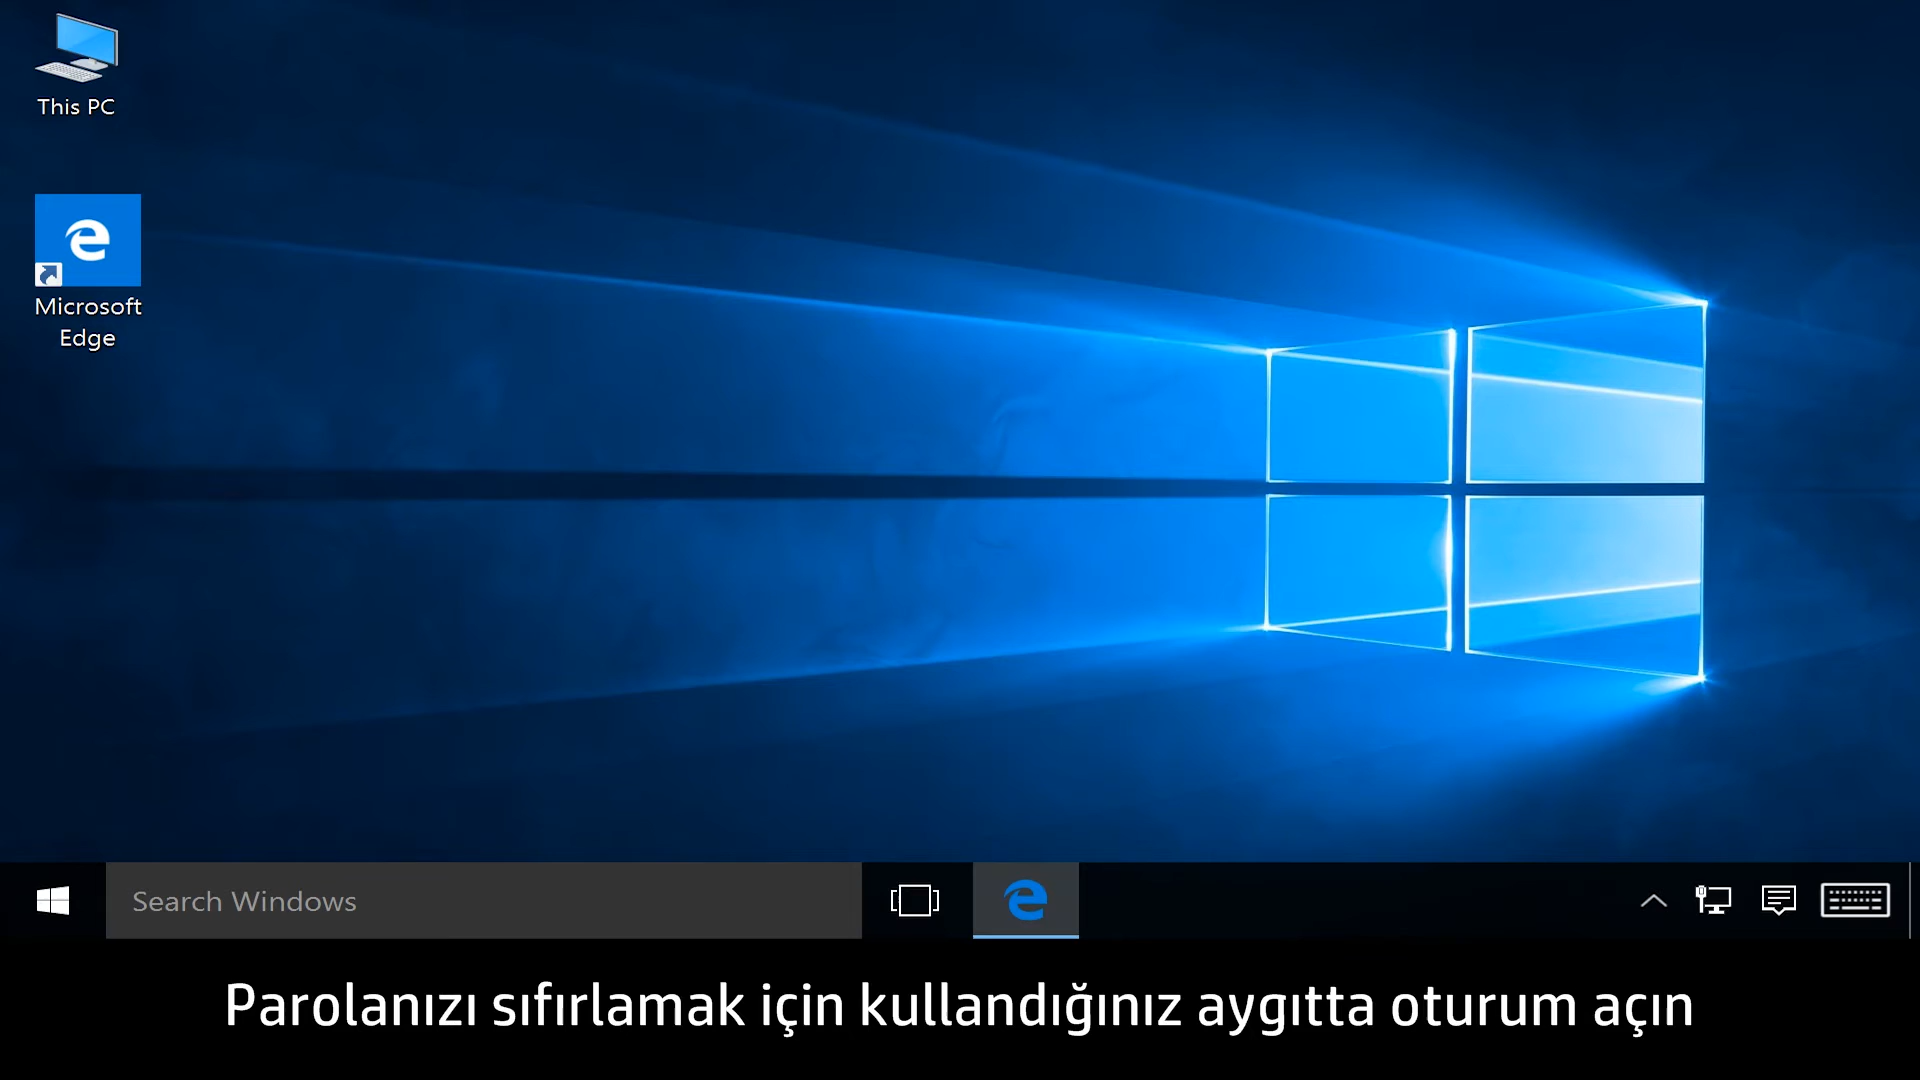 This PC
Microsoft
Edge
Search Windows
Parolanızı sıfırlamak için kullandığınız aygıtta oturum açın